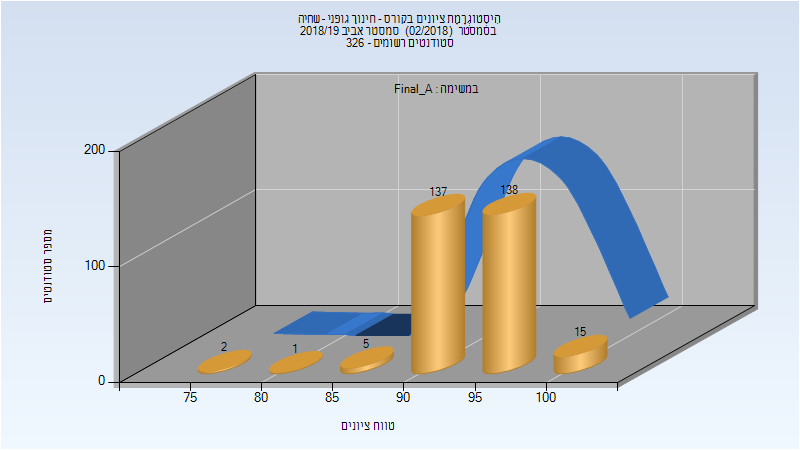 היסטוגרמת ציונים בקורס - חינוך גופני - שחיה
בסמסטר (02/2018) סמסטר אביב 2018/19
סטודנטים רשומים - 326
במשימה : Final_A
מספר סטודנטים
200
100
0
137
138
2
1
5
15
75
80
85
90
95
100
טווח ציונים